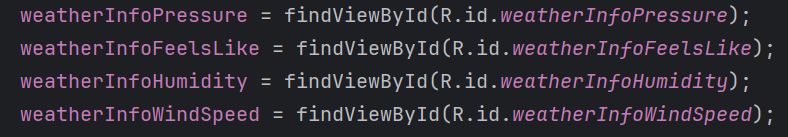 weatherInfoPressure = findViewById(R.id.weatherInfoPressure);
weatherInfoFeelsLike = findViewById(R.id.weatherInfoFeelsLike);
weatherInfoHumidity = findViewById(R.id.weatherInfoHumidity);
weatherInfoWindSpeed = findViewById(R.id.weatherInfoWindSpeed);